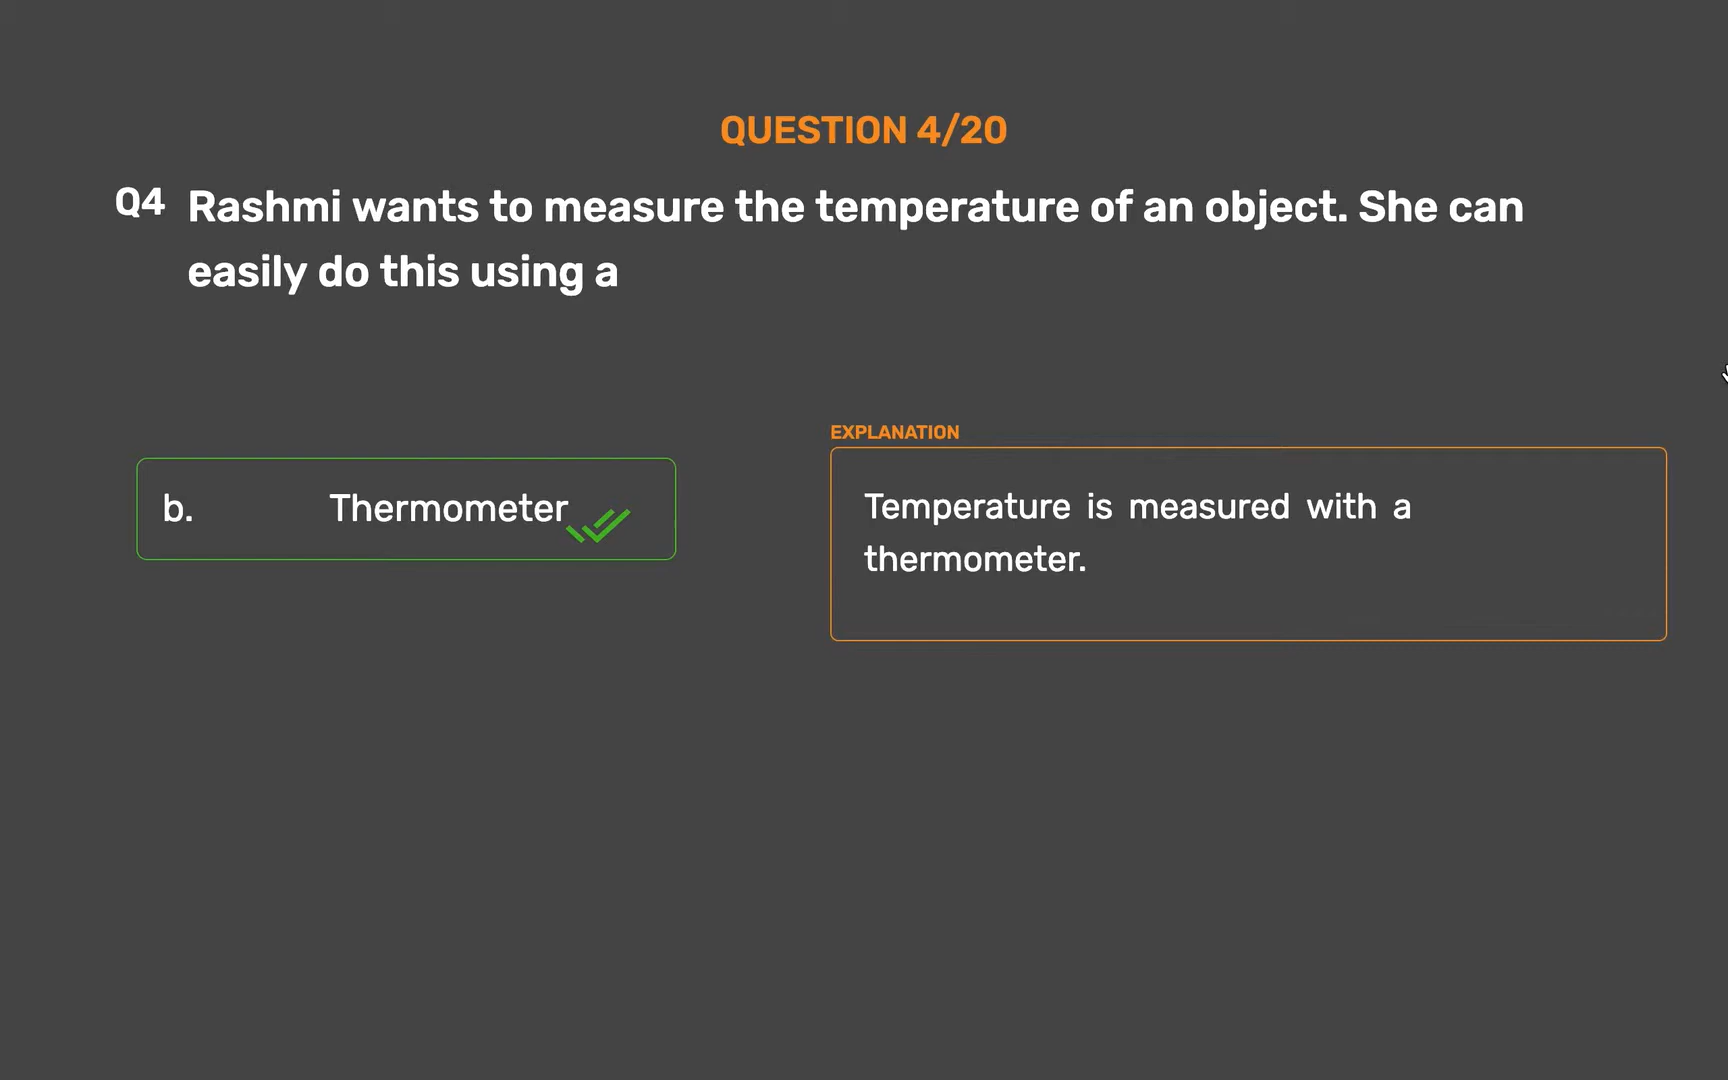 QUESTION 4/20
Q4 Rashmi wants to measure the temperature of an object. She can
easily do this using a
EXPLANATION
b. Thermometer
Temperature is measured with a
thermometer.